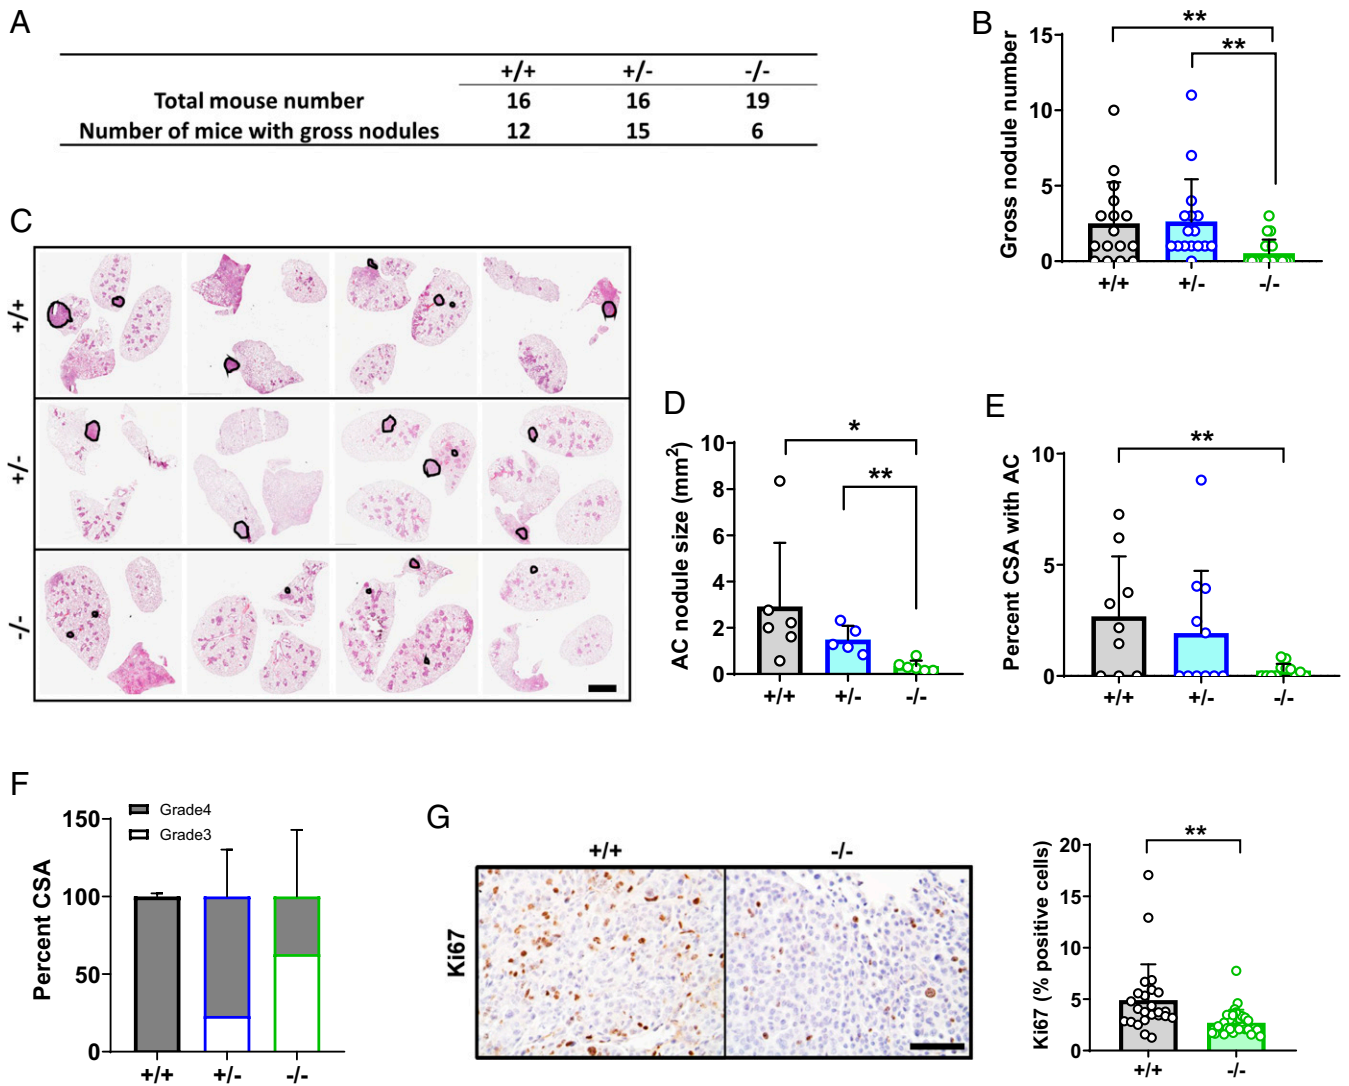 A
+/+ +/- -/-
Total mouse number 16 16 19
Number of mice with gross nodules 12 15 6
B
Gross nodule number
15
10
5
0
** **
+/+ +/- -/-
C
+/+
+/-
-/-
D
AC nodule size (mm²)
10
8
6
4
2
0
* **
+/+ +/- -/-
E
Percent CSA with AC
10
5
0
**
+/+ +/- -/-
F
Percent CSA
150
100
50
0
Grade4
Grade3
+/+ +/- -/-
G
+/+ -/-
Ki67
Ki67 (% positive cells)
20
15
10
5
0
**
+/+ -/-